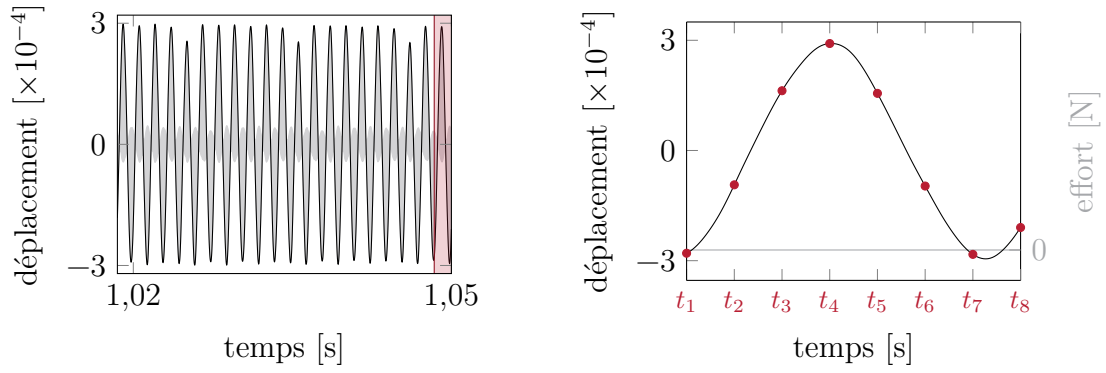 déplacement [×10⁻⁴]
3
0
−3
1,02
1,05
temps [s]
déplacement [×10⁻⁴]
3
0
−3
t₁ t₂ t₃ t₄ t₅ t₆ t₇ t₈
temps [s]
0
effort [N]